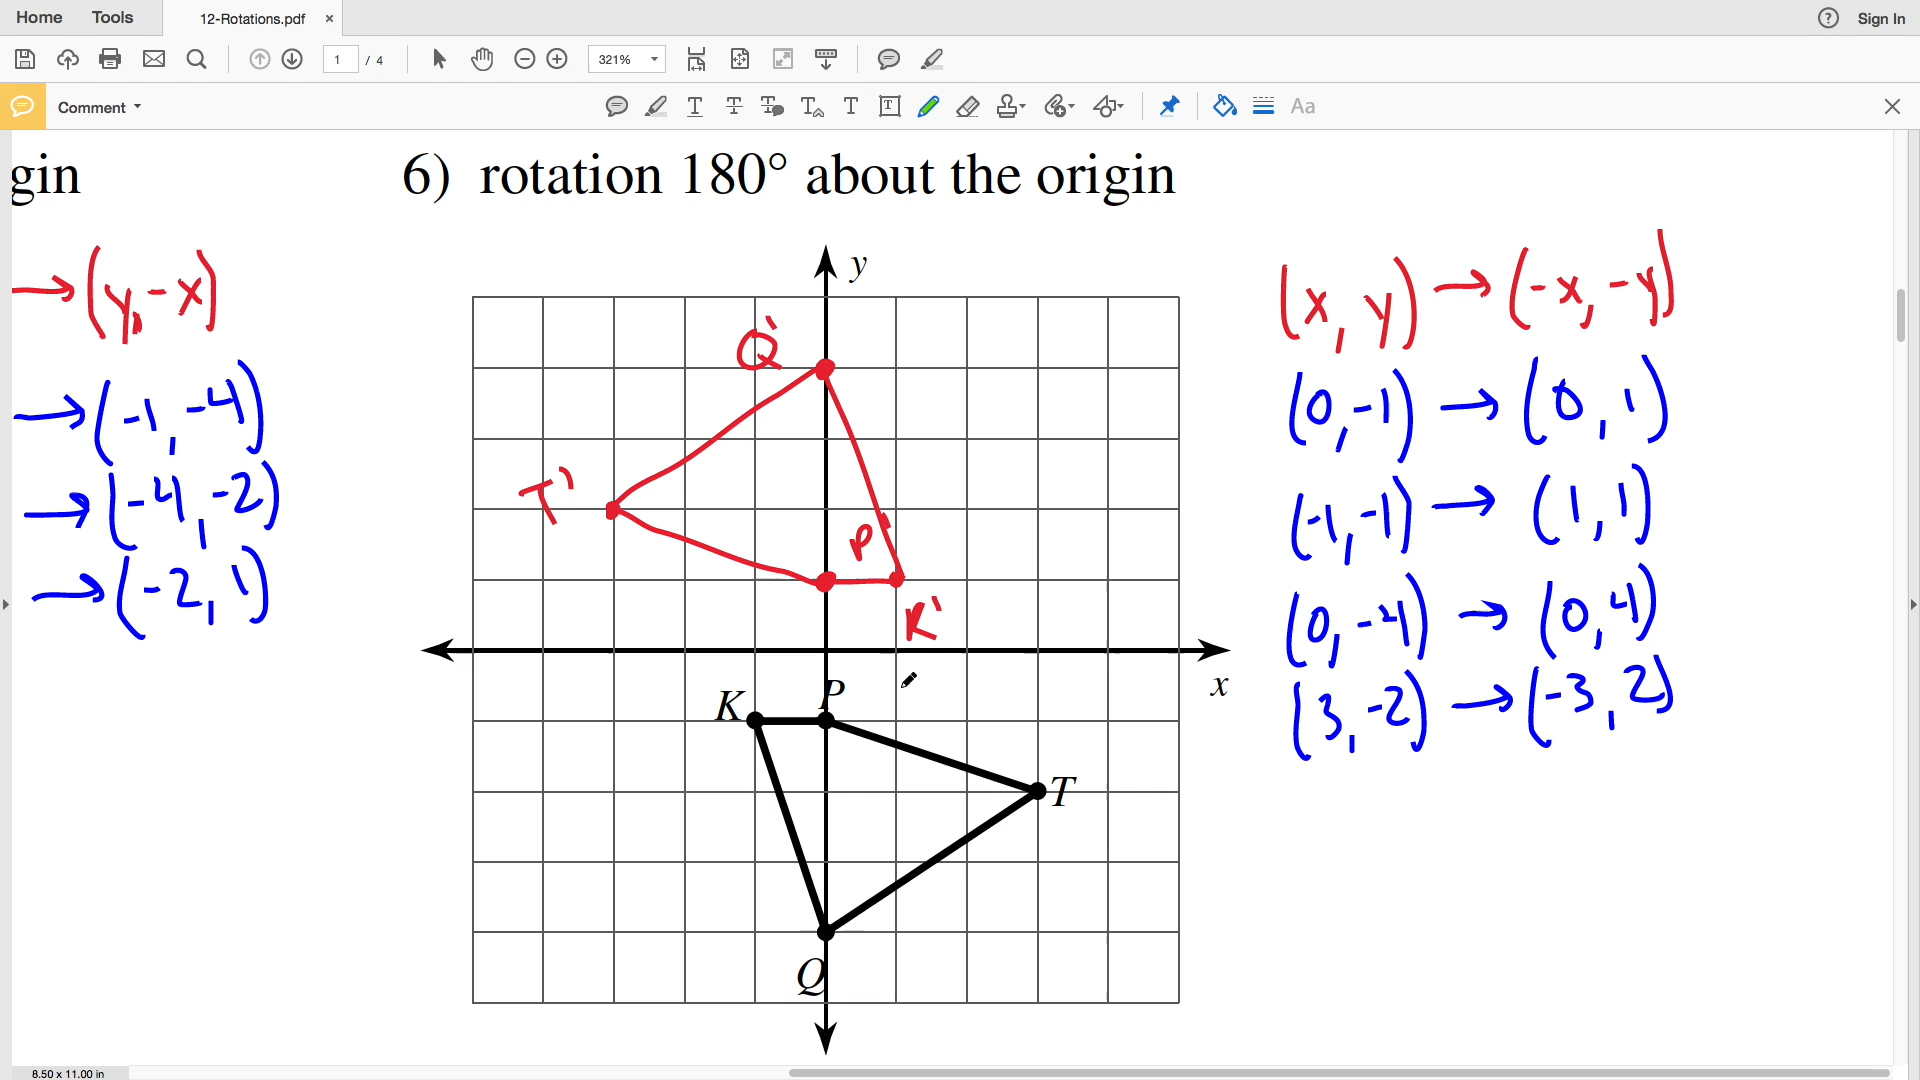 Home Tools 12-Rotations.pdf × ? Sign In
1 / 4 321%
Comment T T T T T T Aa
gin 6) rotation 180° about the origin
→(y,-x)
→(-1,-4)
→(-4,-2)
→(-2,1)
y
Q'
T'
P'
K'
x
K P
T
Q
(x, y)→(-x,-y)
(0,-1)→(0,1)
(-1,-1)→(1,1)
(0,-4)→(0,4)
(3,-2)→(-3,2)
8.50 x 11.00 in